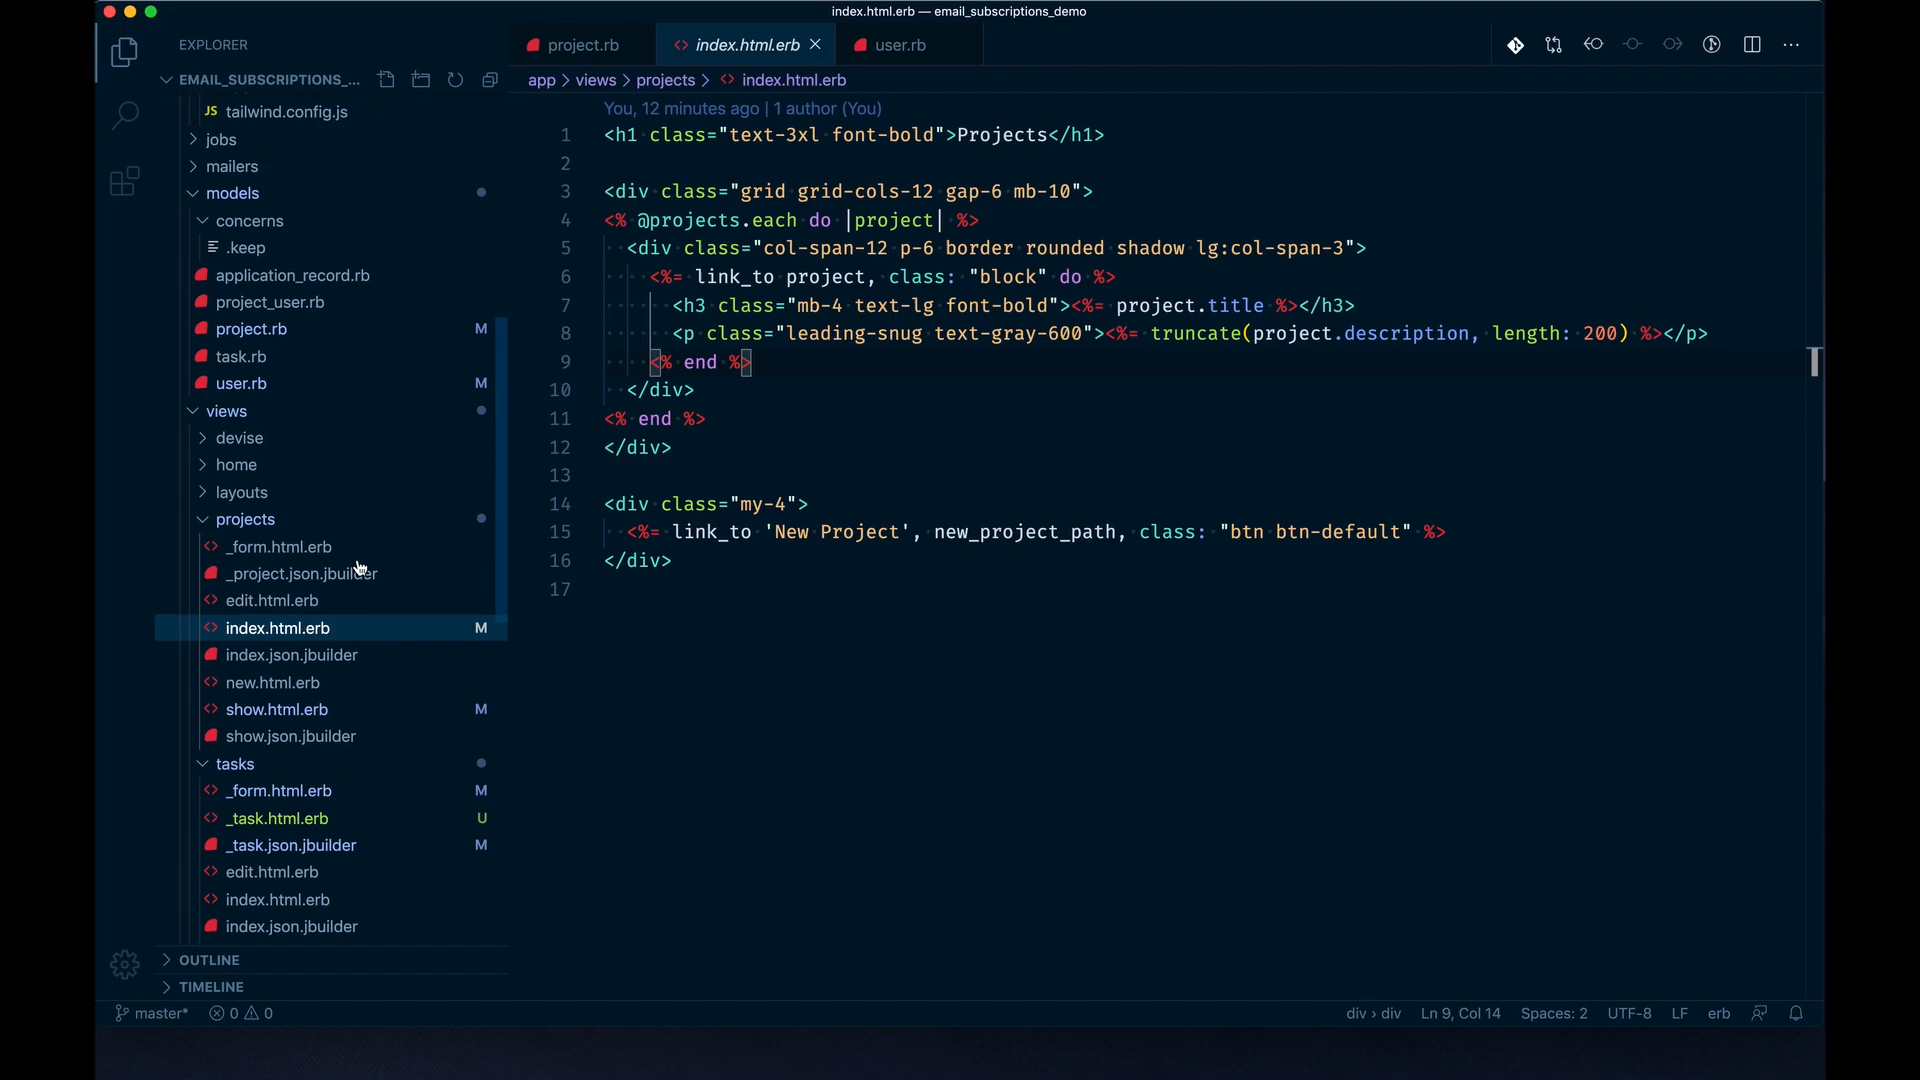 index.html.erb — email_subscriptions_demo
EXPLORER
project.rb
index.html.erb
user.rb
EMAIL_SUBSCRIPTIONS_...
app > views > projects > index.html.erb
JS tailwind.config.js
jobs
mailers
models
concerns
.keep
application_record.rb
project_user.rb
project.rb M
task.rb
user.rb M
views
devise
home
layouts
projects
_form.html.erb
_project.json.jbuilder
edit.html.erb
index.html.erb M
index.json.jbuilder
new.html.erb
show.html.erb M
show.json.jbuilder
tasks
_form.html.erb M
_task.html.erb U
_task.json.jbuilder M
edit.html.erb
index.html.erb
index.json.jbuilder
OUTLINE
TIMELINE
You, 12 minutes ago | 1 author (You)
1 <h1 class="text-3xl font-bold">Projects</h1>
2
3 <div class="grid grid-cols-12 gap-6 mb-10">
4 <% @projects.each do |project| %>
5 <div class="col-span-12 p-6 border rounded shadow lg:col-span-3">
6 <%= link_to project, class: "block" do %>
7 <h3 class="mb-4 text-lg font-bold"><%= project.title %></h3>
8 <p class="leading-snug text-gray-600"><%= truncate(project.description, length: 200) %></p>
9 <% end %>
10 </div>
11 <% end %>
12 </div>
13
14 <div class="my-4">
15 <%= link_to 'New Project', new_project_path, class: "btn btn-default" %>
16 </div>
17
master* 0 0
div > div Ln 9, Col 14 Spaces: 2 UTF-8 LF erb